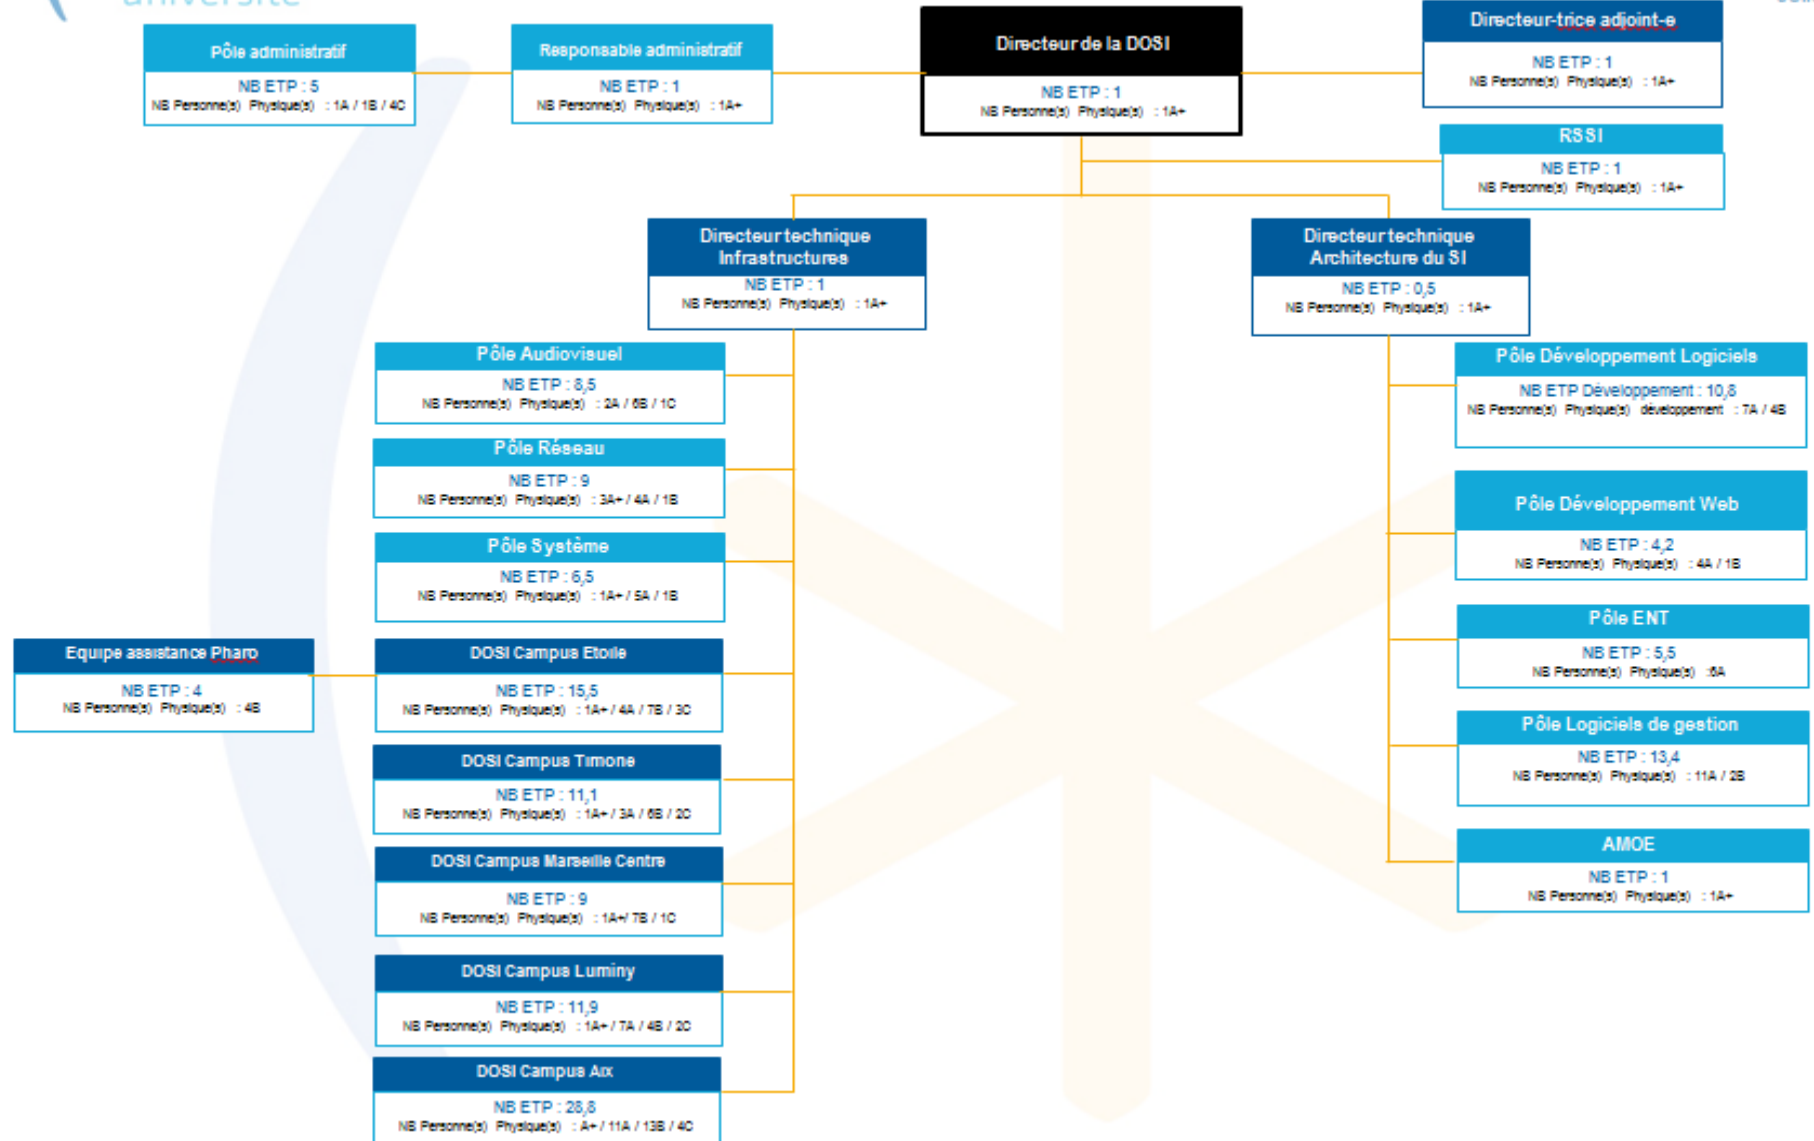 université
Pôle administratif
NB ETP : 5
NB Personne(s) Physique(s) : 1A / 1B / 4C
Responsable administratif
NB ETP : 1
NB Personne(s) Physique(s) : 1A+
Directeur de la DOSI
NB ETP : 1
NB Personne(s) Physique(s) : 1A+
Directeur-trice adjoint-e
NB ETP : 1
NB Personne(s) Physique(s) : 1A+
RSSI
NB ETP : 1
NB Personne(s) Physique(s) : 1A+
Directeur technique
Infrastructures
NB ETP : 1
NB Personne(s) Physique(s) : 1A+
Directeur technique
Architecture du SI
NB ETP : 0,5
NB Personne(s) Physique(s) : 1A+
Pôle Audiovisuel
NB ETP : 8,5
NB Personne(s) Physique(s) : 2A / 6B / 1C
Pôle Réseau
NB ETP : 9
NB Personne(s) Physique(s) : 3A+ / 4A / 1B
Pôle Système
NB ETP : 6,5
NB Personne(s) Physique(s) : 1A+ / 5A / 1B
Equipe assistance Pharo
NB ETP : 4
NB Personne(s) Physique(s) : 4B
DOSI Campus Etoile
NB ETP : 15,5
NB Personne(s) Physique(s) : 1A+ / 4A / 7B / 3C
DOSI Campus Timone
NB ETP : 11,1
NB Personne(s) Physique(s) : 1A+ / 3A / 6B / 2C
DOSI Campus Marseille Centre
NB ETP : 9
NB Personne(s) Physique(s) : 1A+/ 7B / 1C
DOSI Campus Luminy
NB ETP : 11,9
NB Personne(s) Physique(s) : 1A+ / 7A / 4B / 2C
DOSI Campus Aix
NB ETP : 28,8
NB Personne(s) Physique(s) : A+ / 11A / 13B / 4C
Pôle Développement Logiciels
NB ETP Développement : 10,8
NB Personne(s) Physique(s) développement : 7A / 4B
Pôle Développement Web
NB ETP : 4,2
NB Personne(s) Physique(s) : 4A / 1B
Pôle ENT
NB ETP : 5,5
NB Personne(s) Physique(s) :6A
Pôle Logiciels de gestion
NB ETP : 13,4
NB Personne(s) Physique(s) : 11A / 2B
AMOE
NB ETP : 1
NB Personne(s) Physique(s) : 1A+